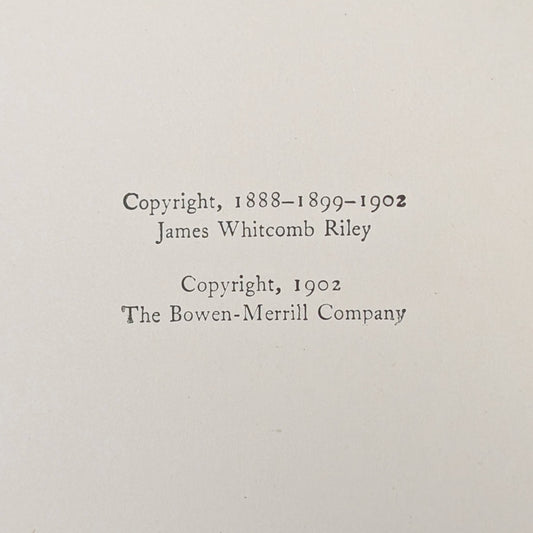 Copyright, 1888–1899–1902
James Whitcomb Riley
Copyright, 1902
The Bowen-Merrill Company